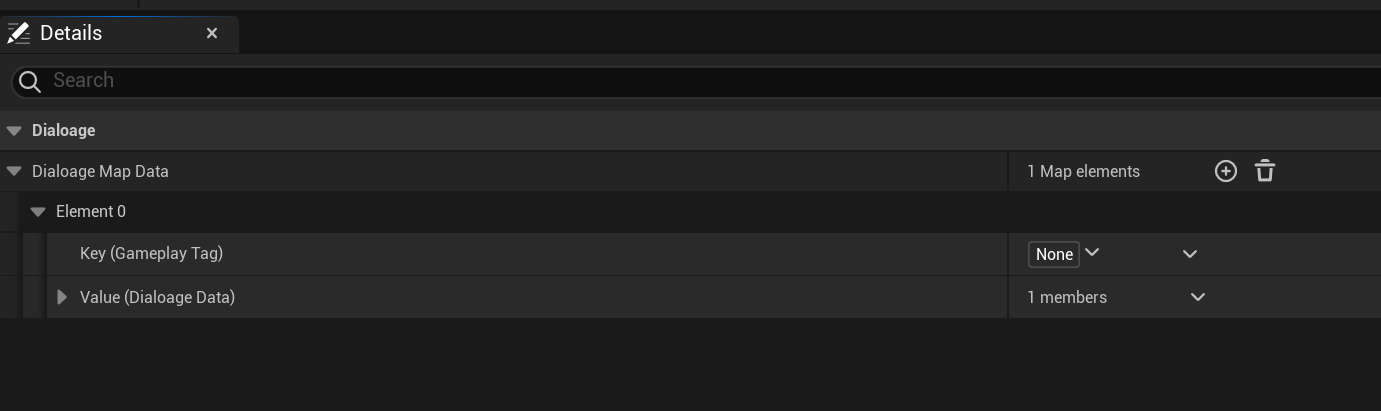 Details
Search
Dialoage
Dialoage Map Data 1 Map elements
Element 0
Key (Gameplay Tag) None
Value (Dialoage Data) 1 members